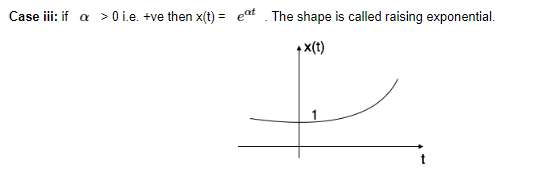 Case iii: if α > 0 i.e. +ve then x(t) = e^{αt} . The shape is called raising exponential.
x(t)
1
t